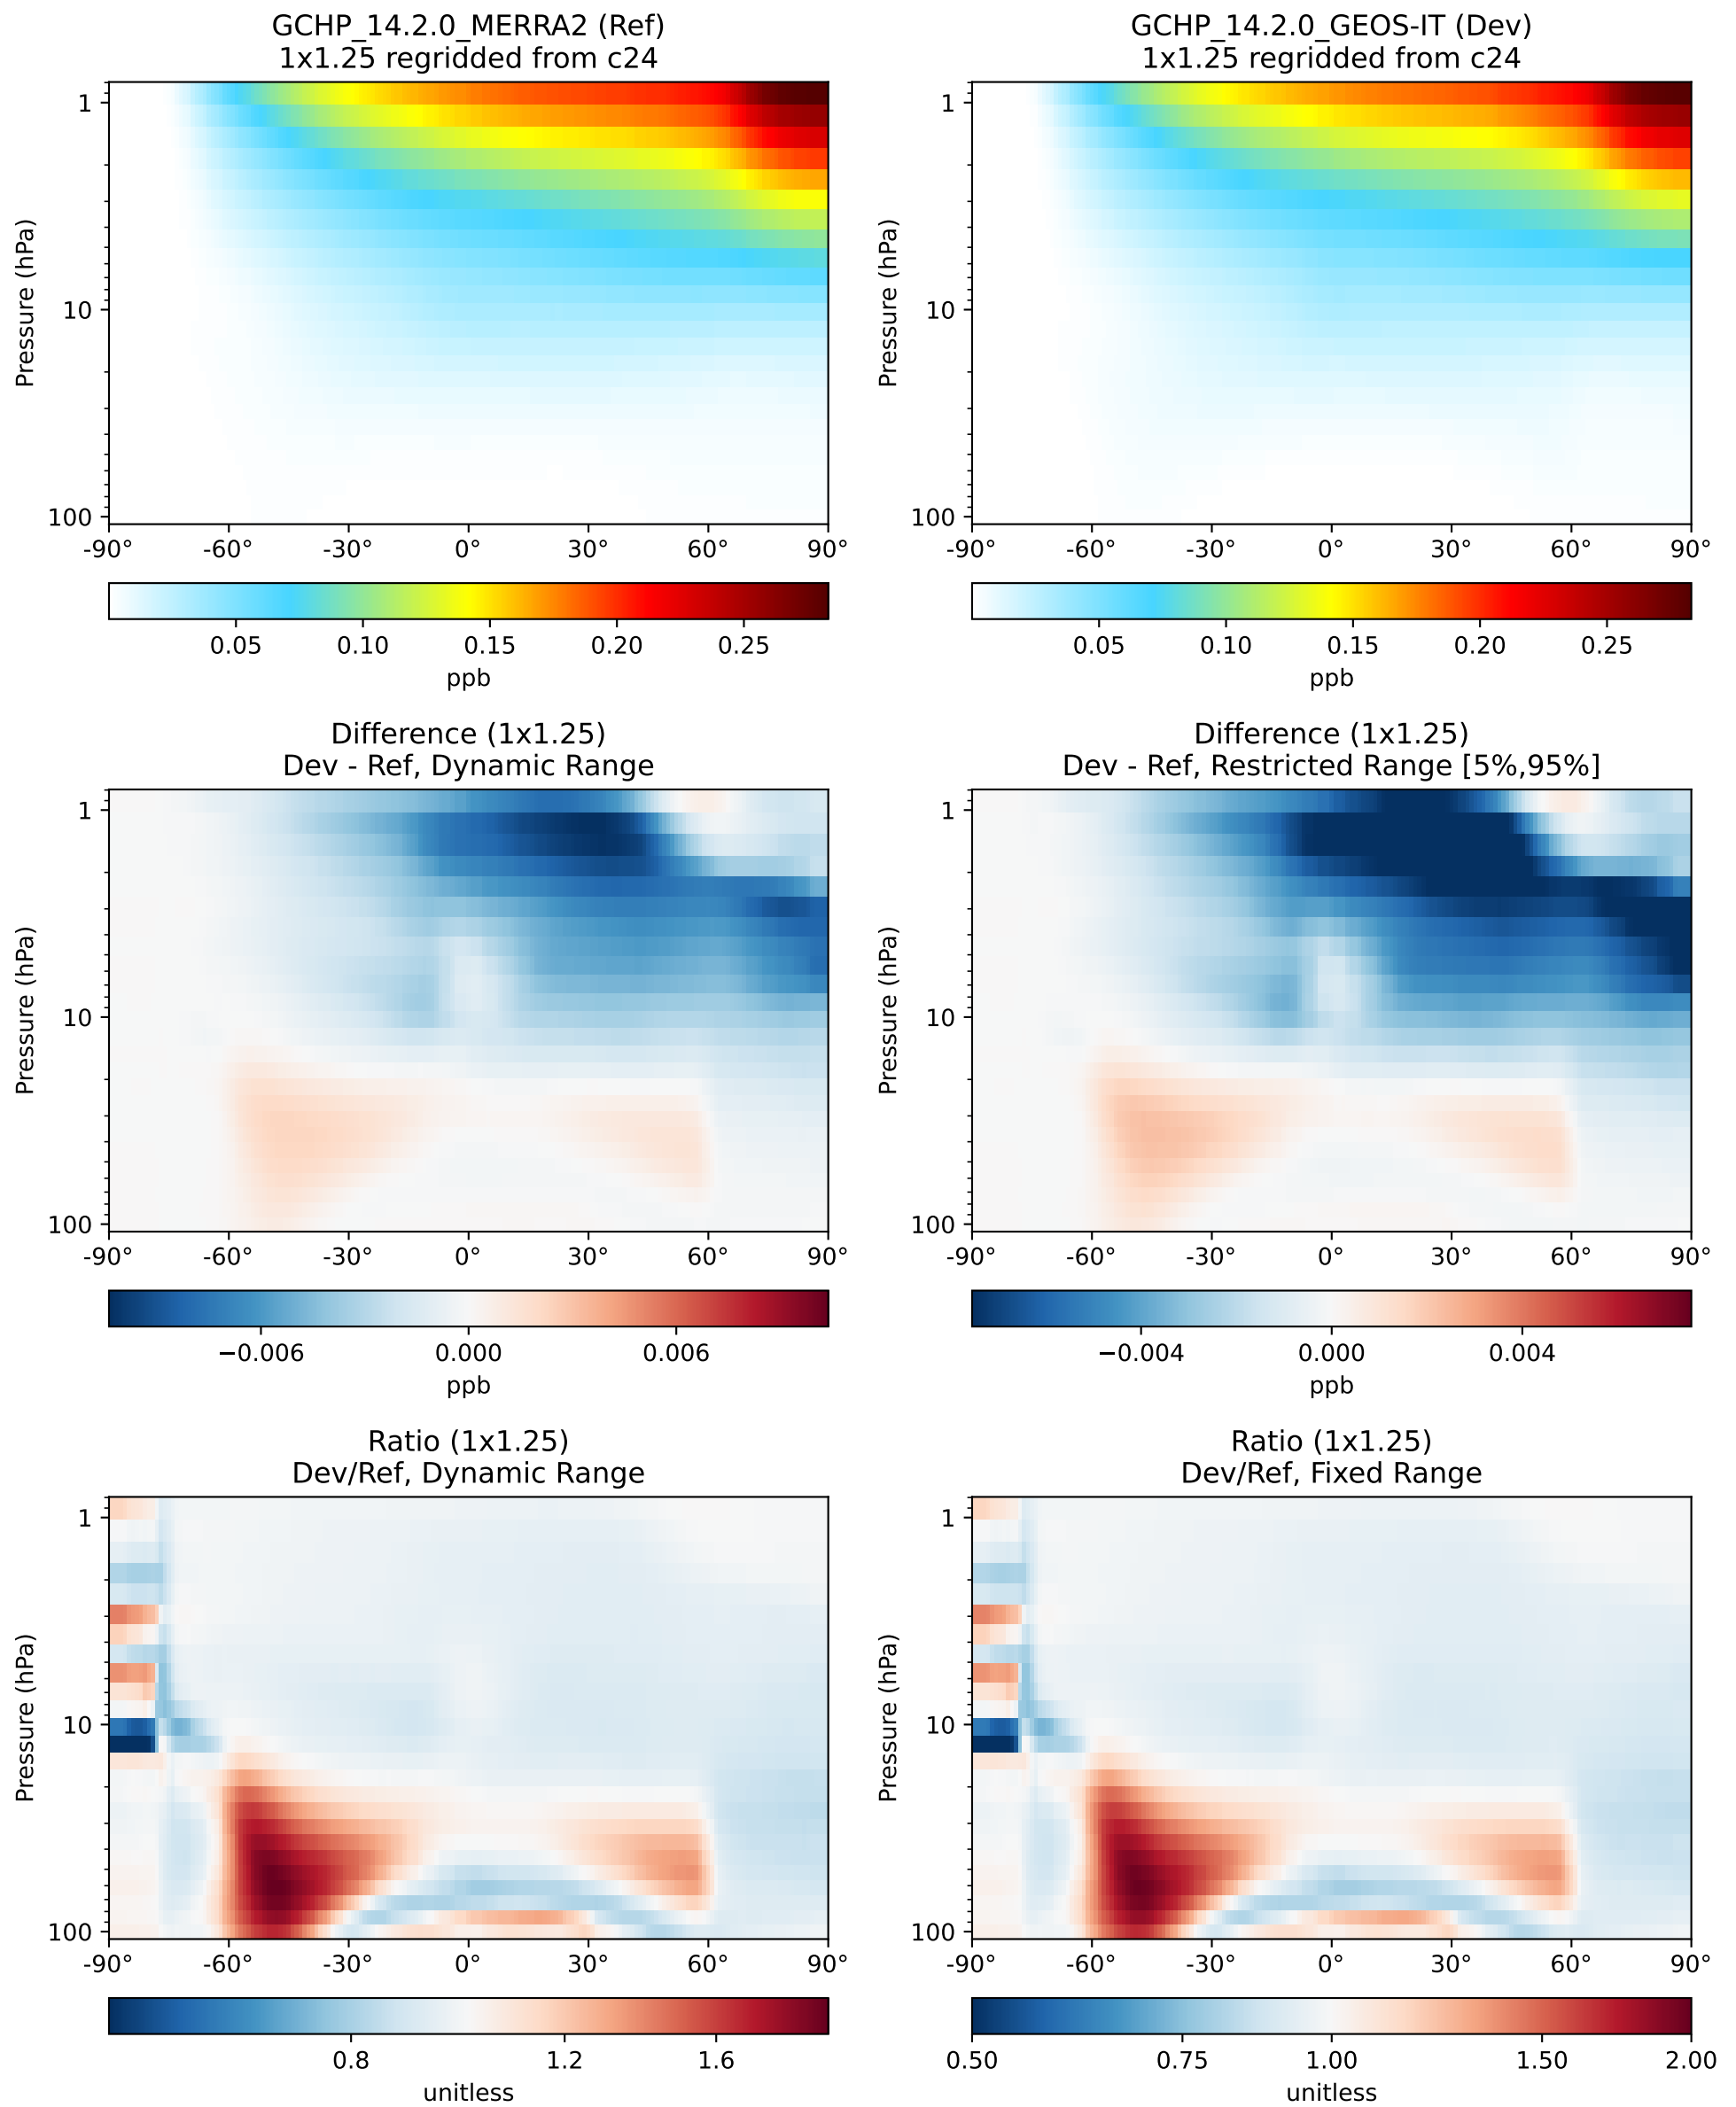 GCHP_14.2.0_MERRA2 (Ref)
1x1.25 regridded from c24
Pressure (hPa)
1
10
100
-90° -60° -30° 0° 30° 60° 90°
0.05 0.10 0.15 0.20 0.25
ppb
GCHP_14.2.0_GEOS-IT (Dev)
1x1.25 regridded from c24
Pressure (hPa)
1
10
100
-90° -60° -30° 0° 30° 60° 90°
0.05 0.10 0.15 0.20 0.25
ppb
Difference (1x1.25)
Dev - Ref, Dynamic Range
Pressure (hPa)
1
10
100
-90° -60° -30° 0° 30° 60° 90°
−0.006 0.000 0.006
ppb
Difference (1x1.25)
Dev - Ref, Restricted Range [5%,95%]
Pressure (hPa)
1
10
100
-90° -60° -30° 0° 30° 60° 90°
−0.004 0.000 0.004
ppb
Ratio (1x1.25)
Dev/Ref, Dynamic Range
Pressure (hPa)
1
10
100
-90° -60° -30° 0° 30° 60° 90°
0.8 1.2 1.6
unitless
Ratio (1x1.25)
Dev/Ref, Fixed Range
Pressure (hPa)
1
10
100
-90° -60° -30° 0° 30° 60° 90°
0.50 0.75 1.00 1.50 2.00
unitless